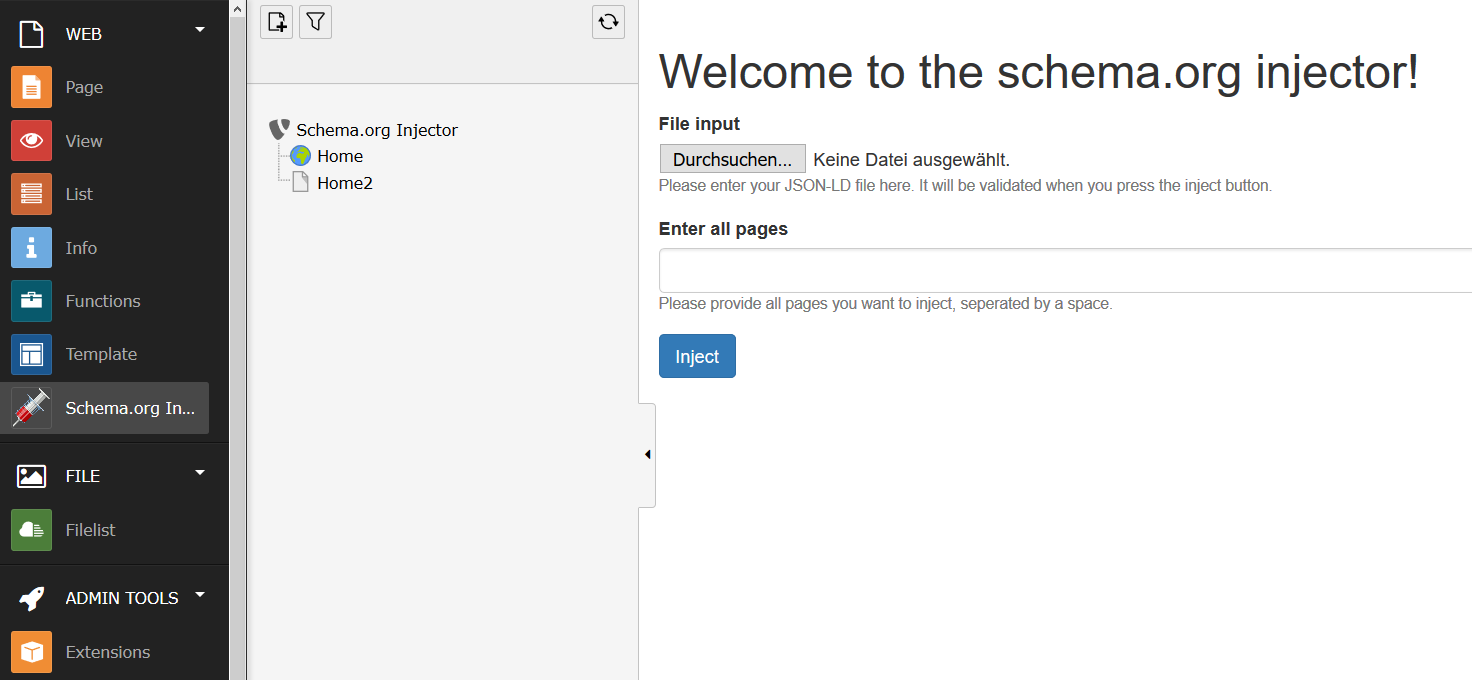 WEB
Page
View
List
Info
Functions
Template
Schema.org In...
FILE
Filelist
ADMIN TOOLS
Extensions
Schema.org Injector
Home
Home2
Welcome to the schema.org injector!
File input
Durchsuchen... Keine Datei ausgewählt.
Please enter your JSON-LD file here. It will be validated when you press the inject button.
Enter all pages
Please provide all pages you want to inject, seperated by a space.
Inject